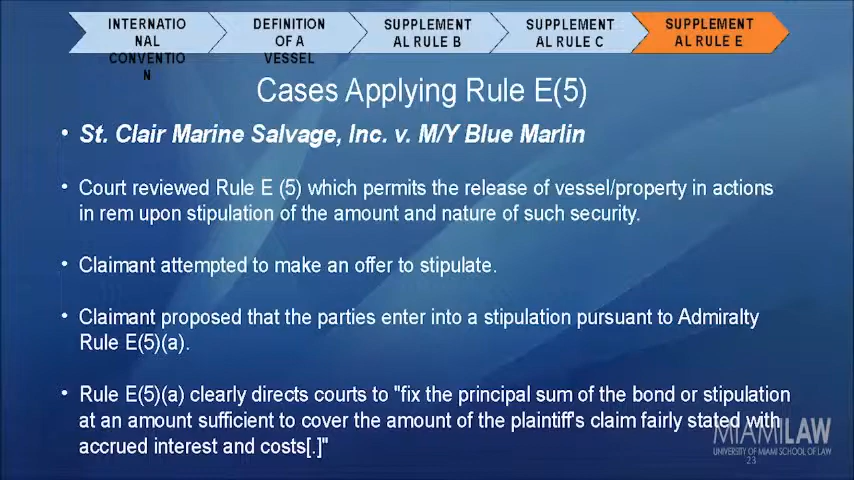 INTERNATIO
NAL
CONVENTIO
N
DEFINITION
OF A
VESSEL
SUPPLEMENT
AL RULE B
SUPPLEMENT
AL RULE C
SUPPLEMENT
AL RULE E
Cases Applying Rule E(5)
• St. Clair Marine Salvage, Inc. v. M/Y Blue Marlin
• Court reviewed Rule E (5) which permits the release of vessel/property in actions
in rem upon stipulation of the amount and nature of such security.
• Claimant attempted to make an offer to stipulate.
• Claimant proposed that the parties enter into a stipulation pursuant to Admiralty
Rule E(5)(a).
• Rule E(5)(a) clearly directs courts to "fix the principal sum of the bond or stipulation
at an amount sufficient to cover the amount of the plaintiff's claim fairly stated with
accrued interest and costs[.]"
MIAMILAW
UNIVERSITY OF MIAMI SCHOOL OF LAW
23